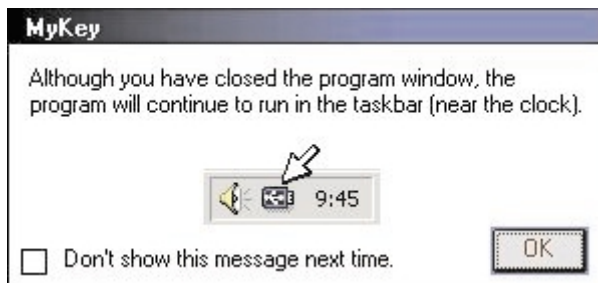 MyKey
Although you have closed the program window, the
program will continue to run in the taskbar (near the clock).
9:45
Don't show this message next time.
OK